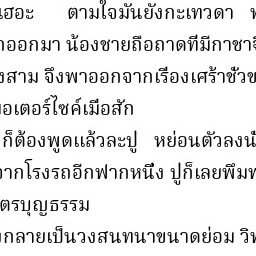 เฮอะ ตามใจมันยังกะเทวดา
าออกมา น้องชายถือถาดที่มีกาชาจี
งสาม จึงพาออกจากเรื่องเศร้าชั่วข
มอเตอร์ไซค์เมื่อสัก
ก็ต้องพูดแล้วละปู่ หย่อนตัวลงนั่
จากโรงรถอีกฟากหนึ่ง ปู่ก็เลยพึมพ
ตรบุญธรรม
งกลายเป็นวงสนทนาขนาดย่อม วิท